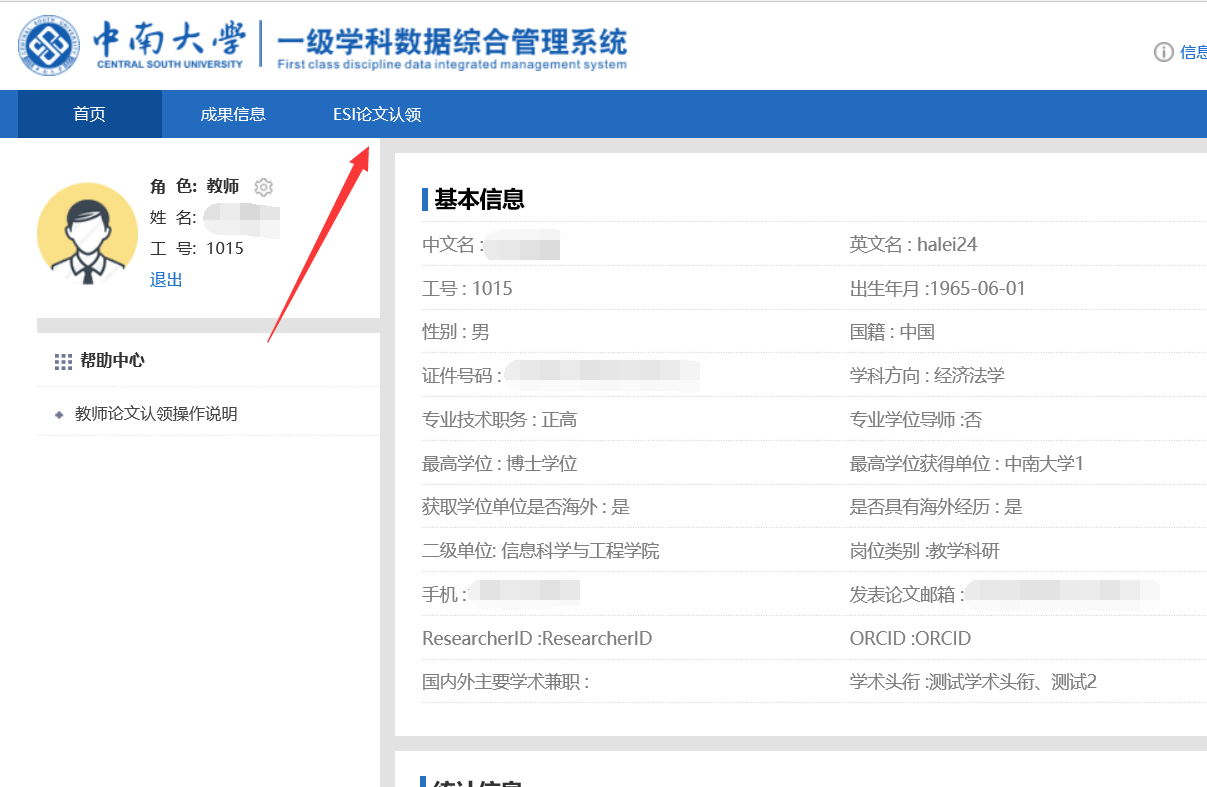 中南大学
CENTRAL SOUTH UNIVERSITY
一级学科数据综合管理系统
First class discipline data integrated management system
信息
首页 成果信息 ESI论文认领
角 色: 教师
姓 名:
工 号: 1015
退出
帮助中心
教师论文认领操作说明
基本信息
中文名 : 英文名 : halei24
工号 : 1015 出生年月 :1965-06-01
性别 : 男 国籍 : 中国
证件号码 : 学科方向 : 经济法学
专业技术职务 : 正高 专业学位导师 :否
最高学位 : 博士学位 最高学位获得单位 : 中南大学1
获取学位单位是否海外 : 是 是否具有海外经历 : 是
二级单位: 信息科学与工程学院 岗位类别 :教学科研
手机 : 发表论文邮箱 :
ResearcherID :ResearcherID ORCID :ORCID
国内外主要学术兼职 : 学术头衔 :测试学术头衔、测试2
统计信息